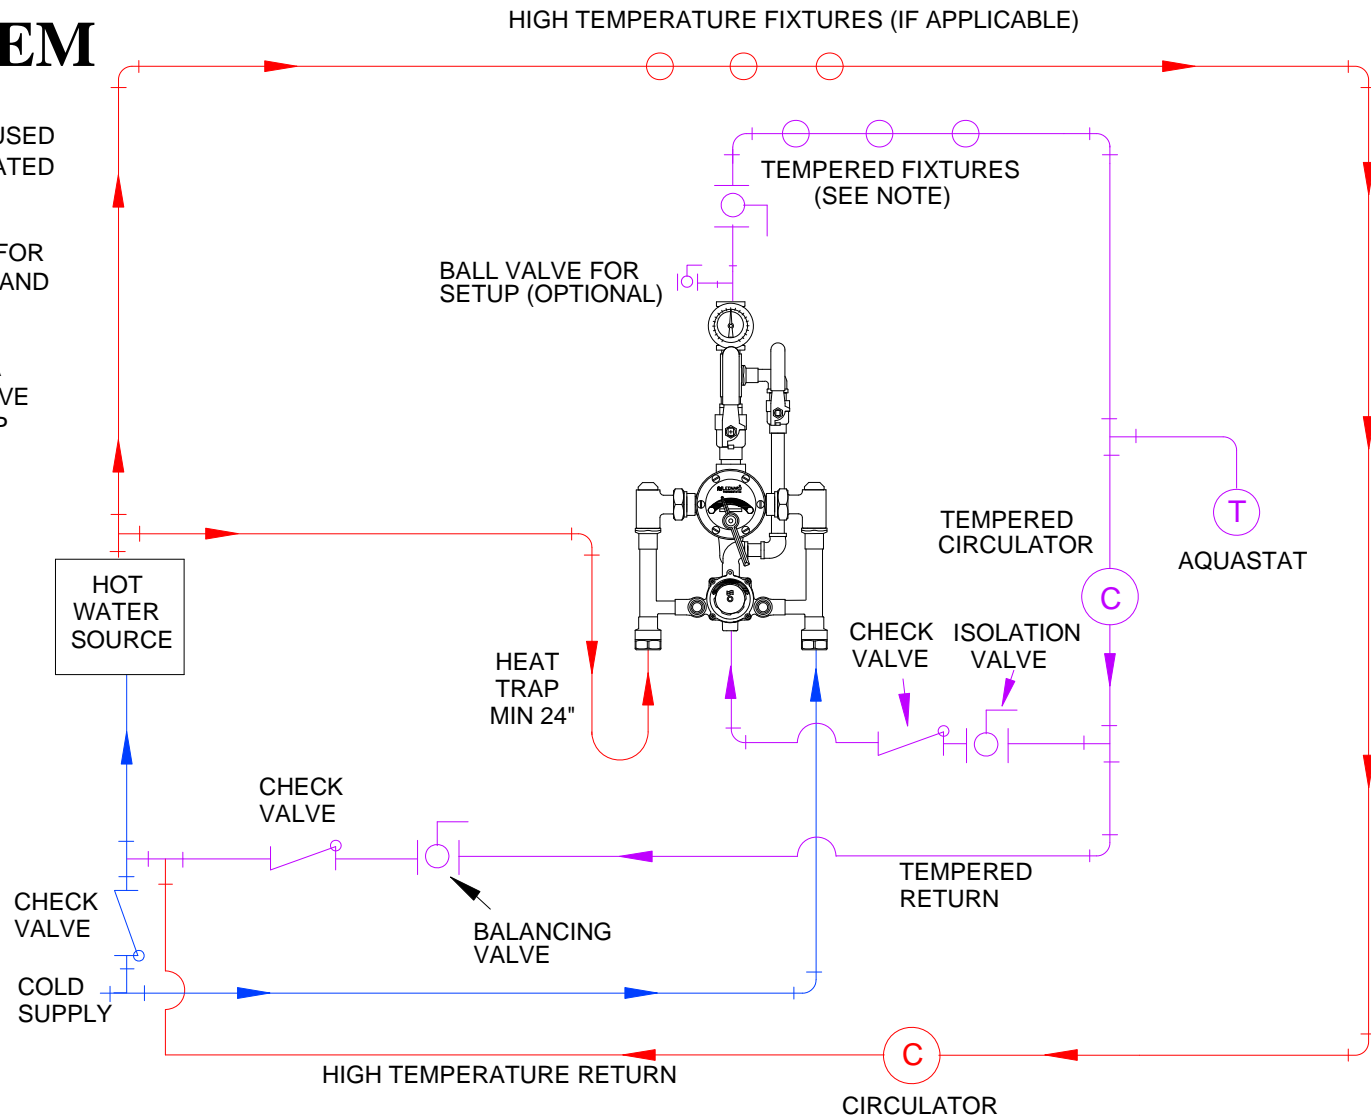 EM
HIGH TEMPERATURE FIXTURES (IF APPLICABLE)
USED
ATED
FOR
AND
VE
P
TEMPERED FIXTURES
(SEE NOTE)
BALL VALVE FOR
SETUP (OPTIONAL)
TEMPERED
CIRCULATOR
T
AQUASTAT
C
HOT
WATER
SOURCE
CHECK
VALVE
ISOLATION
VALVE
HEAT
TRAP
MIN 24"
CHECK
VALVE
TEMPERED
RETURN
BALANCING
VALVE
CHECK
VALVE
COLD
SUPPLY
C
HIGH TEMPERATURE RETURN
CIRCULATOR